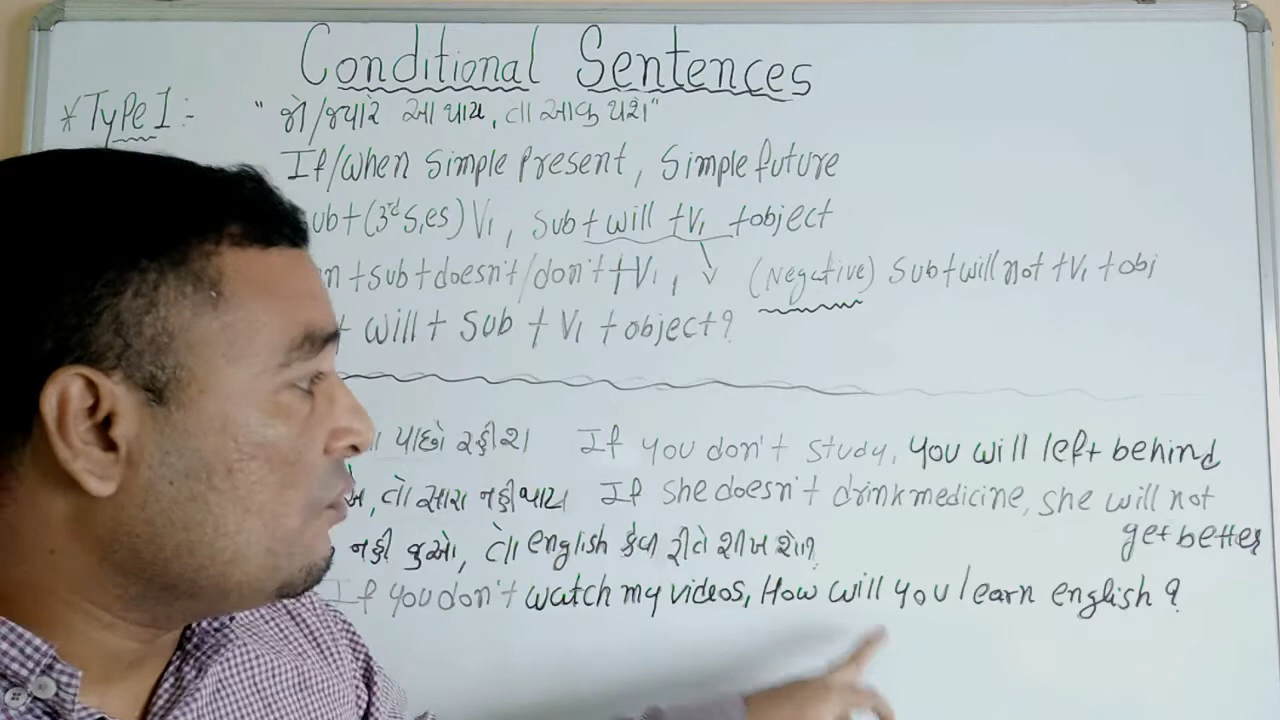 Conditional Sentences
*Type I:- "જો/જ્યારે આ થાય, તો આવુ થશે"
If/when Simple Present, Simple future
ub+(3rd S,es) V1, Sub+will+V1 +object
n+sub+doesn't/don't+V1, (Negative) Sub+will not+V1+obj
+ will + Sub + V1 + object?
પાછો રહીશ If you don't study, you will left behind
તો સારા નહી થાય If she doesn't drink medicine, she will not
get better
નહી જુઓ, તો english કેવી રીતે શીખશો?
If you don't watch my videos, How will you learn english?